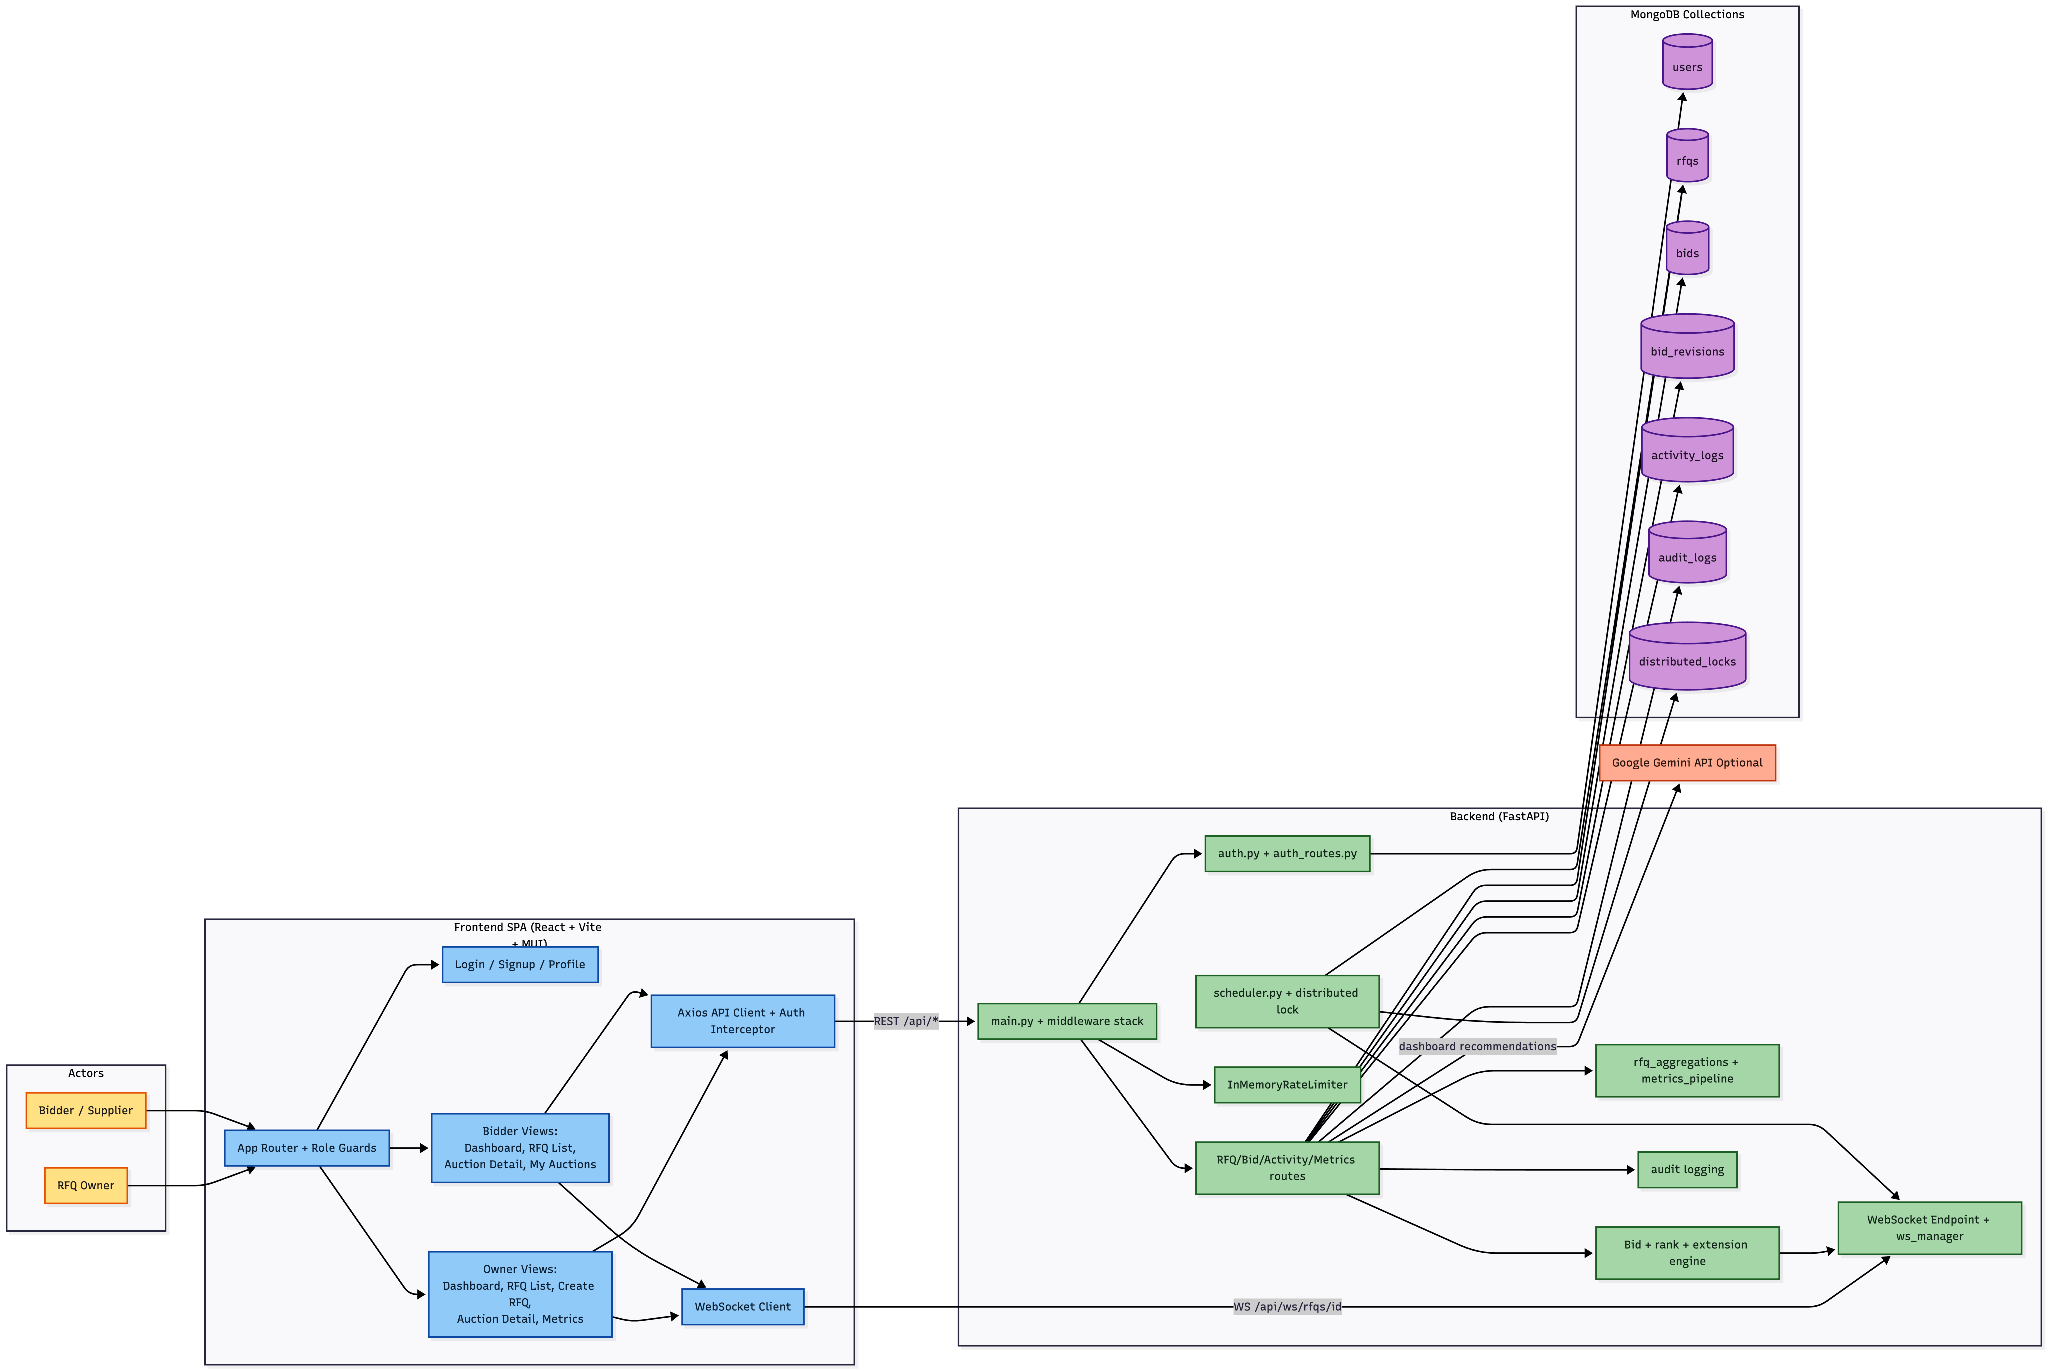 MongoDB Collections
users
rfqs
bids
bid_revisions
activity_logs
audit_logs
distributed_locks
Google Gemini API Optional
Backend (FastAPI)
auth.py + auth_routes.py
scheduler.py + distributed
lock
main.py + middleware stack
dashboard recommendations
InMemoryRateLimiter
rfq_aggregations +
metrics_pipeline
RFQ/Bid/Activity/Metrics
routes
audit logging
WebSocket Endpoint +
ws_manager
Bid + rank + extension
engine
WS /api/ws/rfqs/id
REST /api/*
Frontend SPA (React + Vite
+ MUI)
Login / Signup / Profile
Axios API Client + Auth
Interceptor
App Router + Role Guards
Bidder Views:
Dashboard, RFQ List,
Auction Detail, My Auctions
Owner Views:
Dashboard, RFQ List, Create
RFQ,
Auction Detail, Metrics
WebSocket Client
Actors
Bidder / Supplier
RFQ Owner